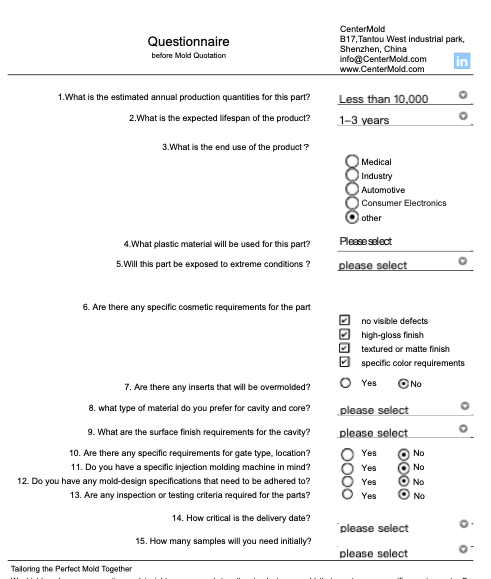 Questionnaire
before Mold Quotation
CenterMold
B17,Tantou West industrial park,
Shenzhen, China
info@CenterMold.com
www.CenterMold.com
in
1.What is the estimated annual production quantities for this part?
Less than 10,000
2.What is the expected lifespan of the product?
1-3 years
3.What is the end use of the product?
Medical
Industry
Automotive
Consumer Electronics
other
4.What plastic material will be used for this part?
Please select
5.Will this part be exposed to extreme conditions ?
please select
6. Are there any specific cosmetic requirements for the part
no visible defects
high-gloss finish
textured or matte finish
specific color requirements
7. Are there any inserts that will be overmolded?
Yes No
8. what type of material do you prefer for cavity and core?
please select
9. What are the surface finish requirements for the cavity?
please select
10. Are there any specific requirements for gate type, location?
Yes No
11. Do you have a specific injection molding machine in mind?
Yes No
12. Do you have any mold-design specifications that need to be adhered to?
Yes No
13. Are any inspection or testing criteria required for the parts?
Yes No
14. How critical is the delivery date?
please select
15. How many samples will you need initially?
please select
Tailoring the Perfect Mold Together